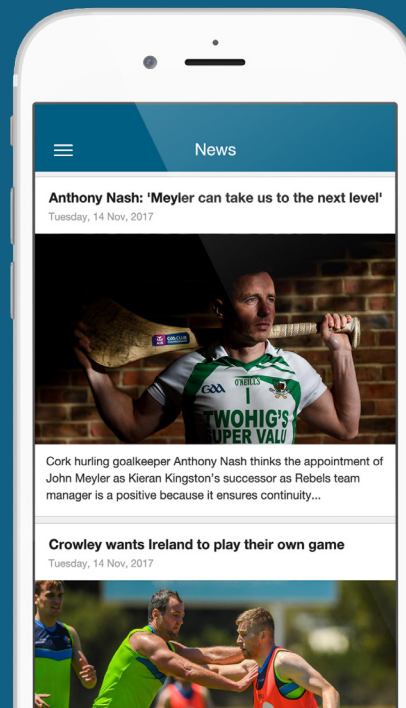 News
Anthony Nash: 'Meyler can take us to the next level'
Tuesday, 14 Nov, 2017
GAA CLUB
GAA
O'NEILLS
1
TWOHIG'S
SUPER VALU
Cork hurling goalkeeper Anthony Nash thinks the appointment of
John Meyler as Kieran Kingston's successor as Rebels team
manager is a positive because it ensures continuity...
Crowley wants Ireland to play their own game
Tuesday, 14 Nov, 2017